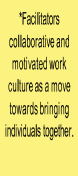 *Facilitators
collaborative and
motivated work
culture as a move
towards bringing
individuals together.